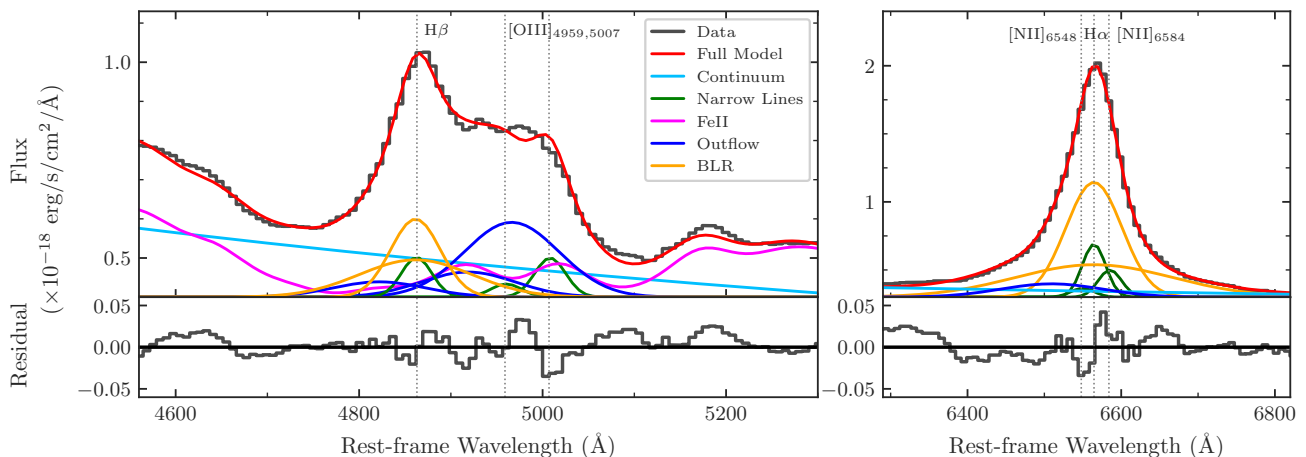 Hβ
[OIII]4959,5007
Data
Full Model
Continuum
Narrow Lines
FeII
Outflow
BLR
1.0
0.5
Flux
(×10−18 erg/s/cm2/Å)
[NII]6548 Hα [NII]6584
2
1
Residual
0.05
0.00
−0.05
0.05
0.00
−0.05
4600 4800 5000 5200
6400 6600 6800
Rest-frame Wavelength (Å)
Rest-frame Wavelength (Å)